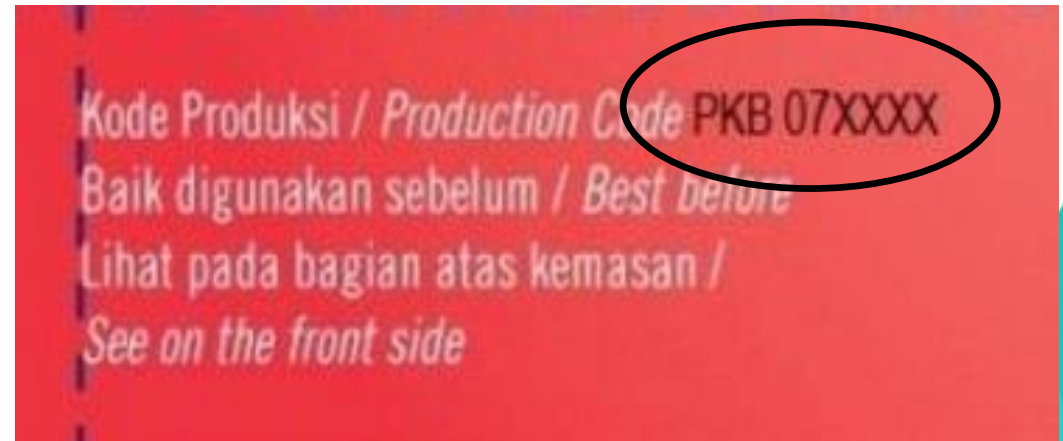 Kode Produksi / Production Code PKB 07XXXX
Baik digunakan sebelum / Best before
Lihat pada bagian atas kemasan /
See on the front side